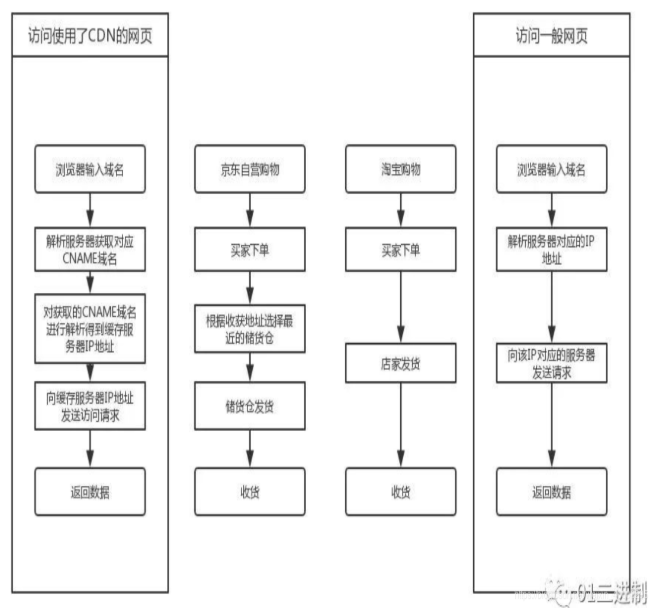 访问使用了CDN的网页
浏览器输入域名
解析服务器获取对应
CNAME域名
对获取的CNAME域名
进行解析得到缓存服
务器IP地址
向缓存服务器IP地址
发送访问请求
返回数据
京东自营购物
买家下单
根据收获地址选择最
近的储货仓
储货仓发货
收货
淘宝购物
买家下单
店家发货
收货
访问一般网页
浏览器输入域名
解析服务器对应的IP
地址
向该IP对应的服务器
发送请求
返回数据
01二进制